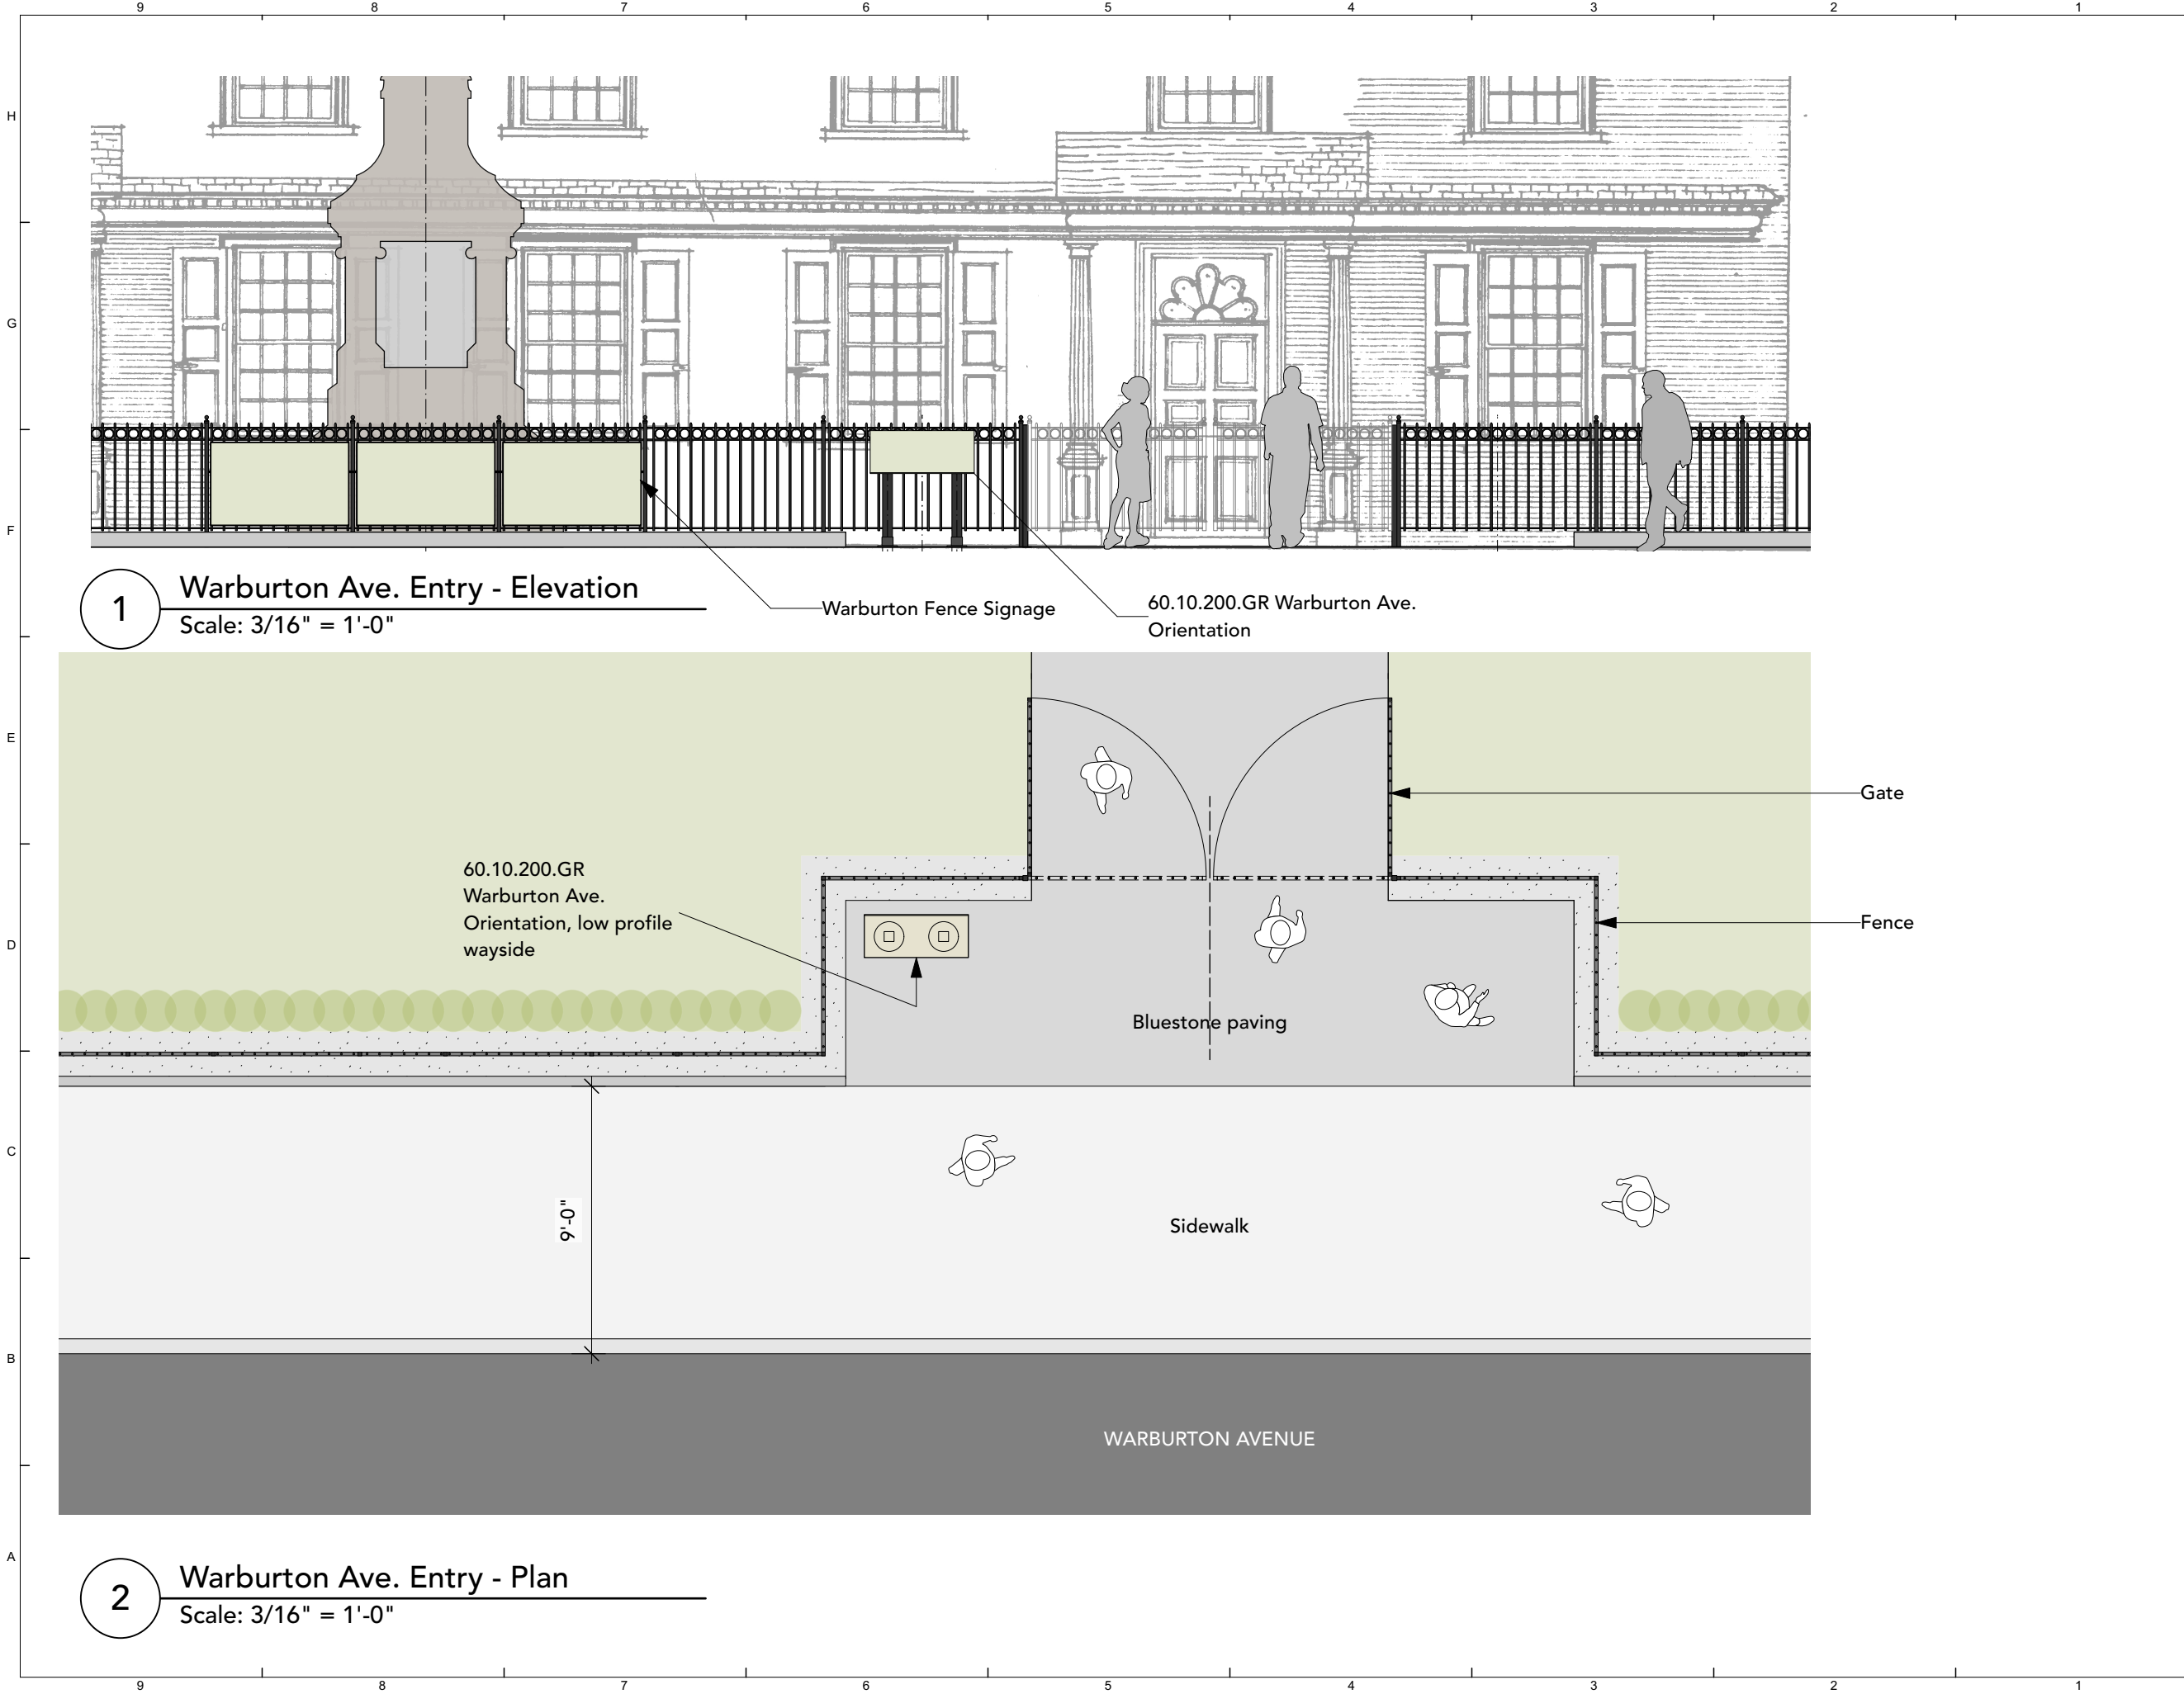 9 8 7 6 5 4 3 2 1
H
G
F
1
Warburton Ave. Entry - Elevation
Scale: 3/16" = 1'-0"
Warburton Fence Signage
60.10.200.GR Warburton Ave.
Orientation
E
Gate
60.10.200.GR
Warburton Ave.
Orientation, low profile
wayside
Fence
D
Bluestone paving
C
9'-0"
Sidewalk
B
WARBURTON AVENUE
A
2
Warburton Ave. Entry - Plan
Scale: 3/16" = 1'-0"
9 8 7 6 5 4 3 2 1